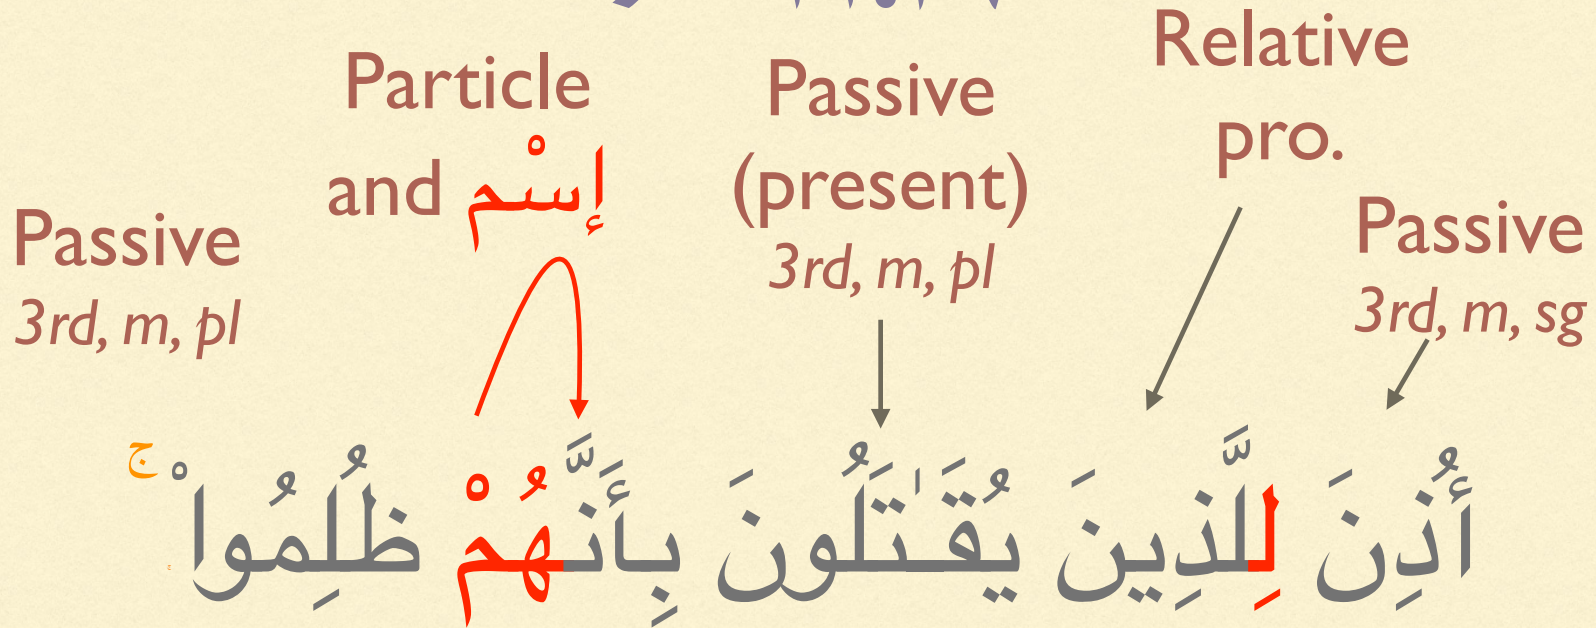 Relative
pro.
Particle
and إسْم
Passive
(present)
3rd, m, pl
Passive
3rd, m, sg
Passive
3rd, m, pl
أُذِنَ لِلَّذِينَ يُقَـٰتَلُونَ بِأَنَّهُمْ ظُلِمُواْ ۚ